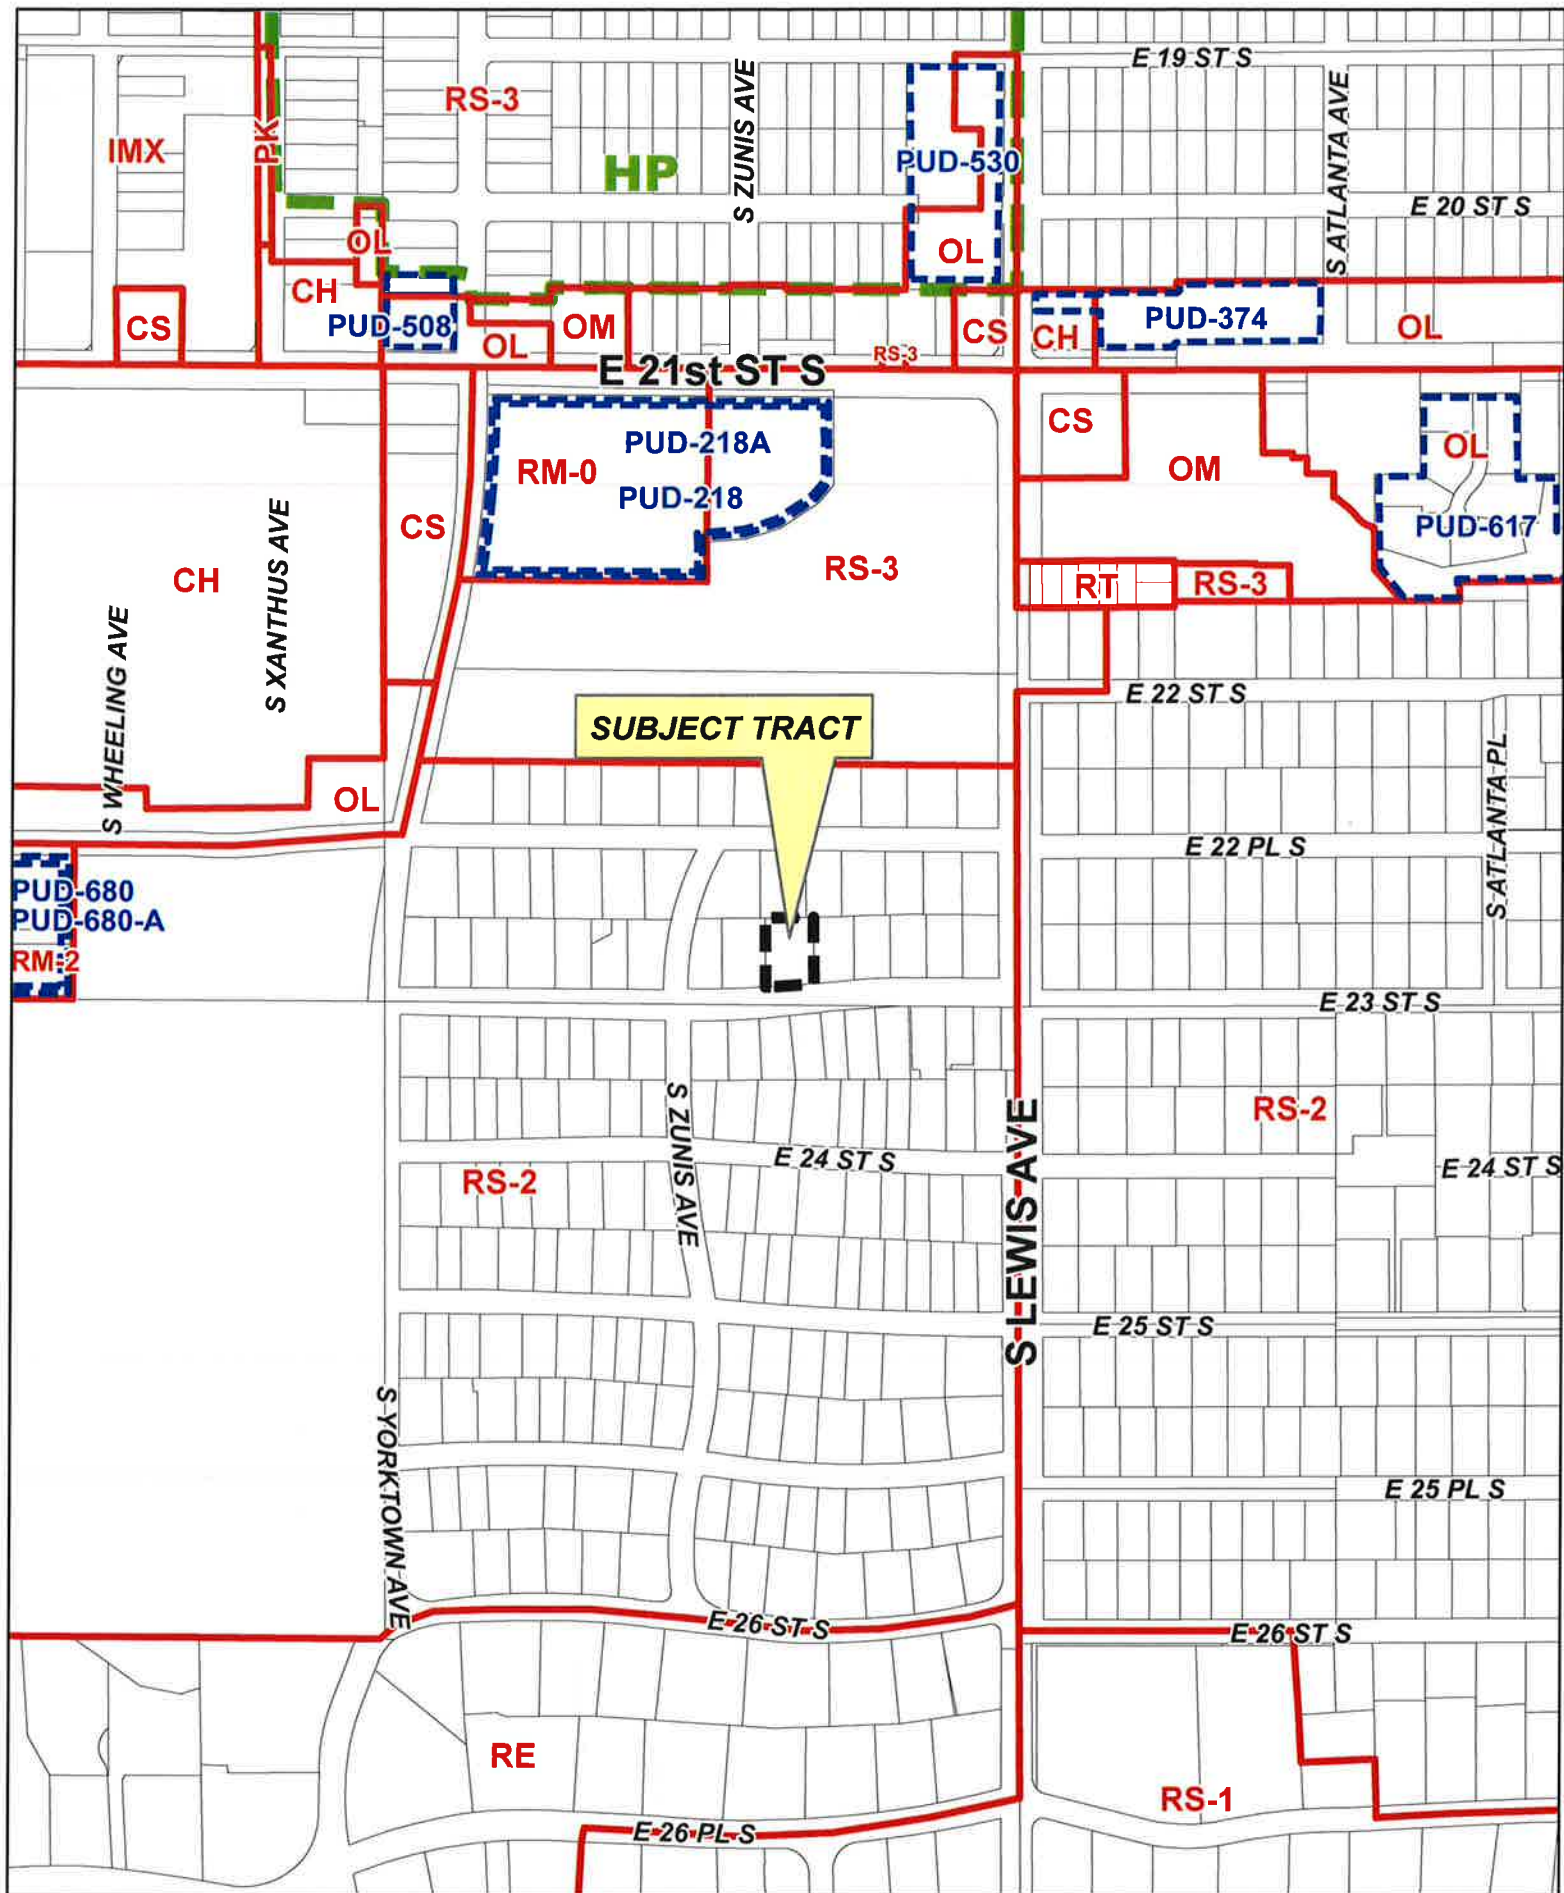 E 19 ST S
RS-3
IMX
PK
HP
S ZUNIS AVE
PUD-530
S ATLANTA AVE
E 20 ST S
OL
OL
CH
CS
PUD-508
OL
OM
RS-3
CS
CH
PUD-374
OL
E 21st ST S
CS
PUD-218A
RM-0
PUD-218
OM
OL
PUD-617
CS
CH
S XANTHUS AVE
RS-3
RT
RS-3
S WHEELING AVE
E 22 ST S
SUBJECT TRACT
OL
S ATLANTA PL
E 22 PL S
PUD-680
PUD-680-A
RM-2
E 23 ST S
S ZUNIS AVE
RS-2
E 24 ST S
E 24 ST S
RS-2
S LEWIS AVE
E 25 ST S
S YORKTOWN AVE
E 25 PL S
E 26 ST S
E 26 ST S
RE
RS-1
E 26 PL S